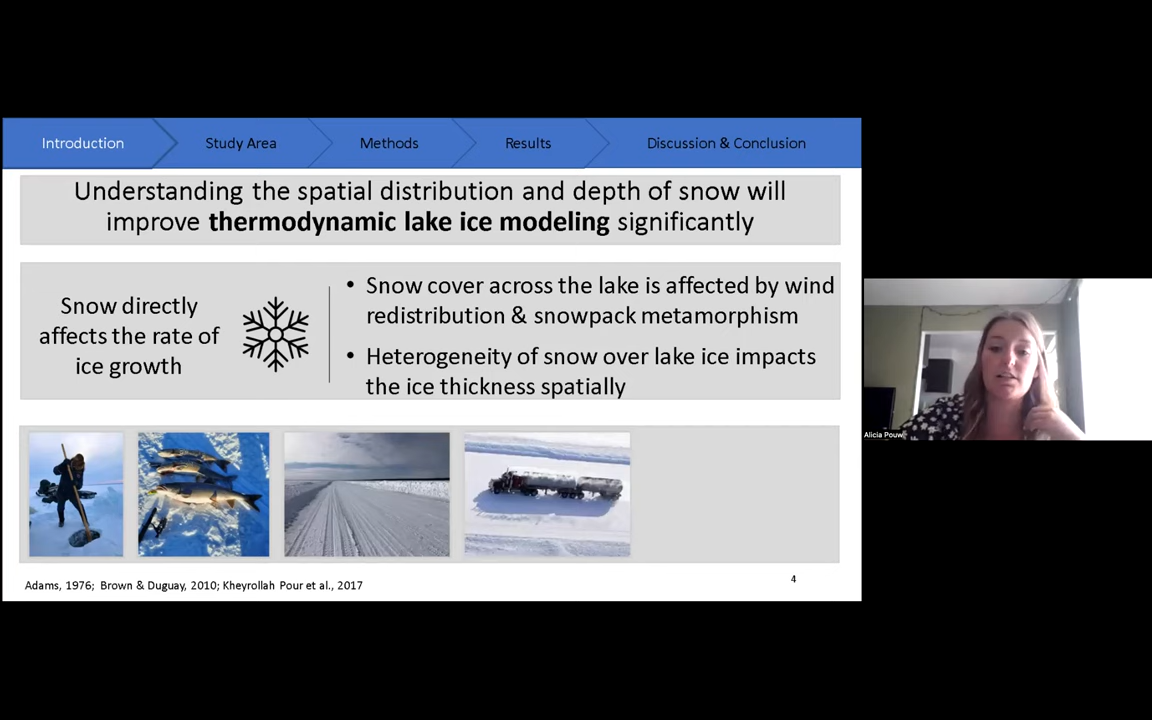 Introduction
Study Area
Methods
Results
Discussion & Conclusion
Understanding the spatial distribution and depth of snow will
improve thermodynamic lake ice modeling significantly
Snow directly
affects the rate of
ice growth
• Snow cover across the lake is affected by wind
redistribution & snowpack metamorphism
• Heterogeneity of snow over lake ice impacts
the ice thickness spatially
Adams, 1976; Brown & Duguay, 2010; Kheyrollah Pour et al., 2017
4
Alicia Pouw